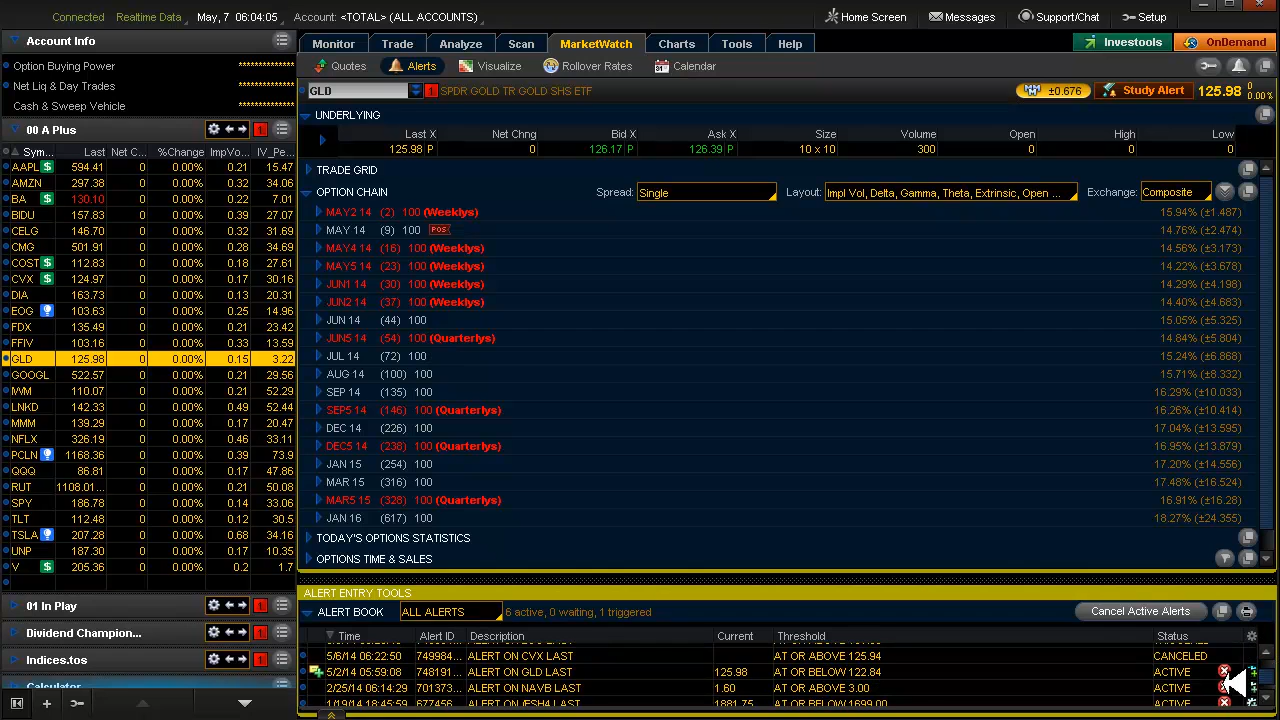 Connected Realtime Data May, 7 06:04:05 Account: <TOTAL> (ALL ACCOUNTS) Home Screen Messages Support/Chat Setup
Account Info
Option Buying Power **************
Net Liq & Day Trades **************
Cash & Sweep Vehicle **************
00 A Plus 1
Sym... Last Net C... %Change ImpVo... IV_Pe...
AAPL $ 594.41 0 0.00% 0.21 15.47
AMZN 297.38 0 0.00% 0.32 34.06
BA $ 130.10 0 0.00% 0.22 7.01
BIDU 157.83 0 0.00% 0.39 27.07
CELG 146.70 0 0.00% 0.32 31.69
CMG 501.91 0 0.00% 0.28 34.69
COST $ 112.83 0 0.00% 0.18 27.61
CVX $ 124.97 0 0.00% 0.17 30.16
DIA 163.73 0 0.00% 0.13 20.31
EOG 103.63 0 0.00% 0.25 14.96
FDX 135.49 0 0.00% 0.21 23.42
FFIV 103.16 0 0.00% 0.33 13.59
GLD 125.98 0 0.00% 0.15 3.22
GOOGL 522.57 0 0.00% 0.21 29.56
IWM 110.07 0 0.00% 0.21 52.29
LNKD 142.33 0 0.00% 0.49 52.44
MMM 139.29 0 0.00% 0.17 20.47
NFLX 326.19 0 0.00% 0.46 33.11
PCLN 1168.36 0 0.00% 0.39 73.9
QQQ 86.81 0 0.00% 0.17 47.86
RUT 1108.01... 0 0.00% 0.21 50.08
SPY 186.78 0 0.00% 0.14 33.06
TLT 112.48 0 0.00% 0.12 30.5
TSLA 207.28 0 0.00% 0.68 34.16
UNP 187.30 0 0.00% 0.17 10.35
V $ 205.36 0 0.00% 0.2 1.7
01 In Play 1
Dividend Champion... 1
Indices.tos 1
Calculator
Monitor Trade Analyze Scan MarketWatch Charts Tools Help Investools OnDemand
Quotes Alerts Visualize Rollover Rates Calendar
GLD 1 SPDR GOLD TR GOLD SHS ETF ±0.676 Study Alert 125.98 0 0.00%
UNDERLYING
Last X Net Chng Bid X Ask X Size Volume Open High Low
125.98 P 0 126.17 P 126.39 P 10 x 10 300 0 0 0
TRADE GRID
OPTION CHAIN Spread: Single Layout: Impl Vol, Delta, Gamma, Theta, Extrinsic, Open ... Exchange: Composite
MAY2 14 (2) 100 (Weeklys) 15.94% (±1.487)
MAY 14 (9) 100 POS 14.76% (±2.474)
MAY4 14 (16) 100 (Weeklys) 14.56% (±3.173)
MAY5 14 (23) 100 (Weeklys) 14.22% (±3.678)
JUN1 14 (30) 100 (Weeklys) 14.29% (±4.198)
JUN2 14 (37) 100 (Weeklys) 14.40% (±4.683)
JUN 14 (44) 100 15.05% (±5.325)
JUN5 14 (54) 100 (Quarterlys) 14.84% (±5.804)
JUL 14 (72) 100 15.24% (±6.868)
AUG 14 (100) 100 15.71% (±8.332)
SEP 14 (135) 100 16.29% (±10.033)
SEP5 14 (146) 100 (Quarterlys) 16.26% (±10.414)
DEC 14 (226) 100 17.04% (±13.595)
DEC5 14 (238) 100 (Quarterlys) 16.95% (±13.879)
JAN 15 (254) 100 17.20% (±14.556)
MAR 15 (316) 100 17.48% (±16.524)
MAR5 15 (328) 100 (Quarterlys) 16.91% (±16.28)
JAN 16 (617) 100 18.27% (±24.355)
TODAY'S OPTIONS STATISTICS
OPTIONS TIME & SALES
ALERT ENTRY TOOLS
ALERT BOOK ALL ALERTS 6 active, 0 waiting, 1 triggered Cancel Active Alerts
Time Alert ID Description Current Threshold Status
5/6/14 06:22:50 749984... ALERT ON CVX LAST AT OR ABOVE 125.94 CANCELED
5/2/14 05:59:08 748191... ALERT ON GLD LAST 125.98 AT OR BELOW 122.84 ACTIVE
2/25/14 06:14:29 701373... ALERT ON NAVB LAST 1.60 AT OR ABOVE 3.00 ACTIVE
1/19/14 18:45:59 677456... ALERT ON /ESH4 LAST 1881.75 AT OR BELOW 1699.00 ACTIVE